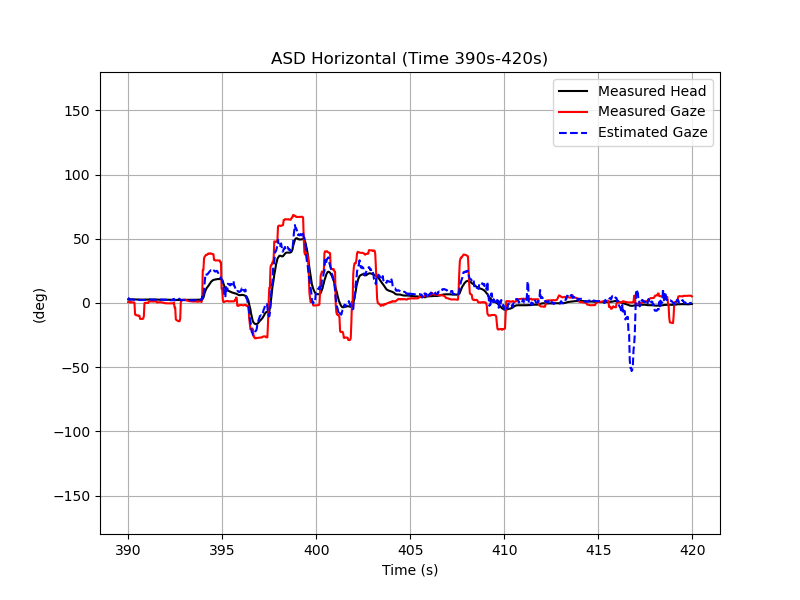 ASD Horizontal (Time 390s-420s)
Measured Head
Measured Gaze
Estimated Gaze
150
100
50
0
−50
−100
−150
(deg)
390 395 400 405 410 415 420
Time (s)